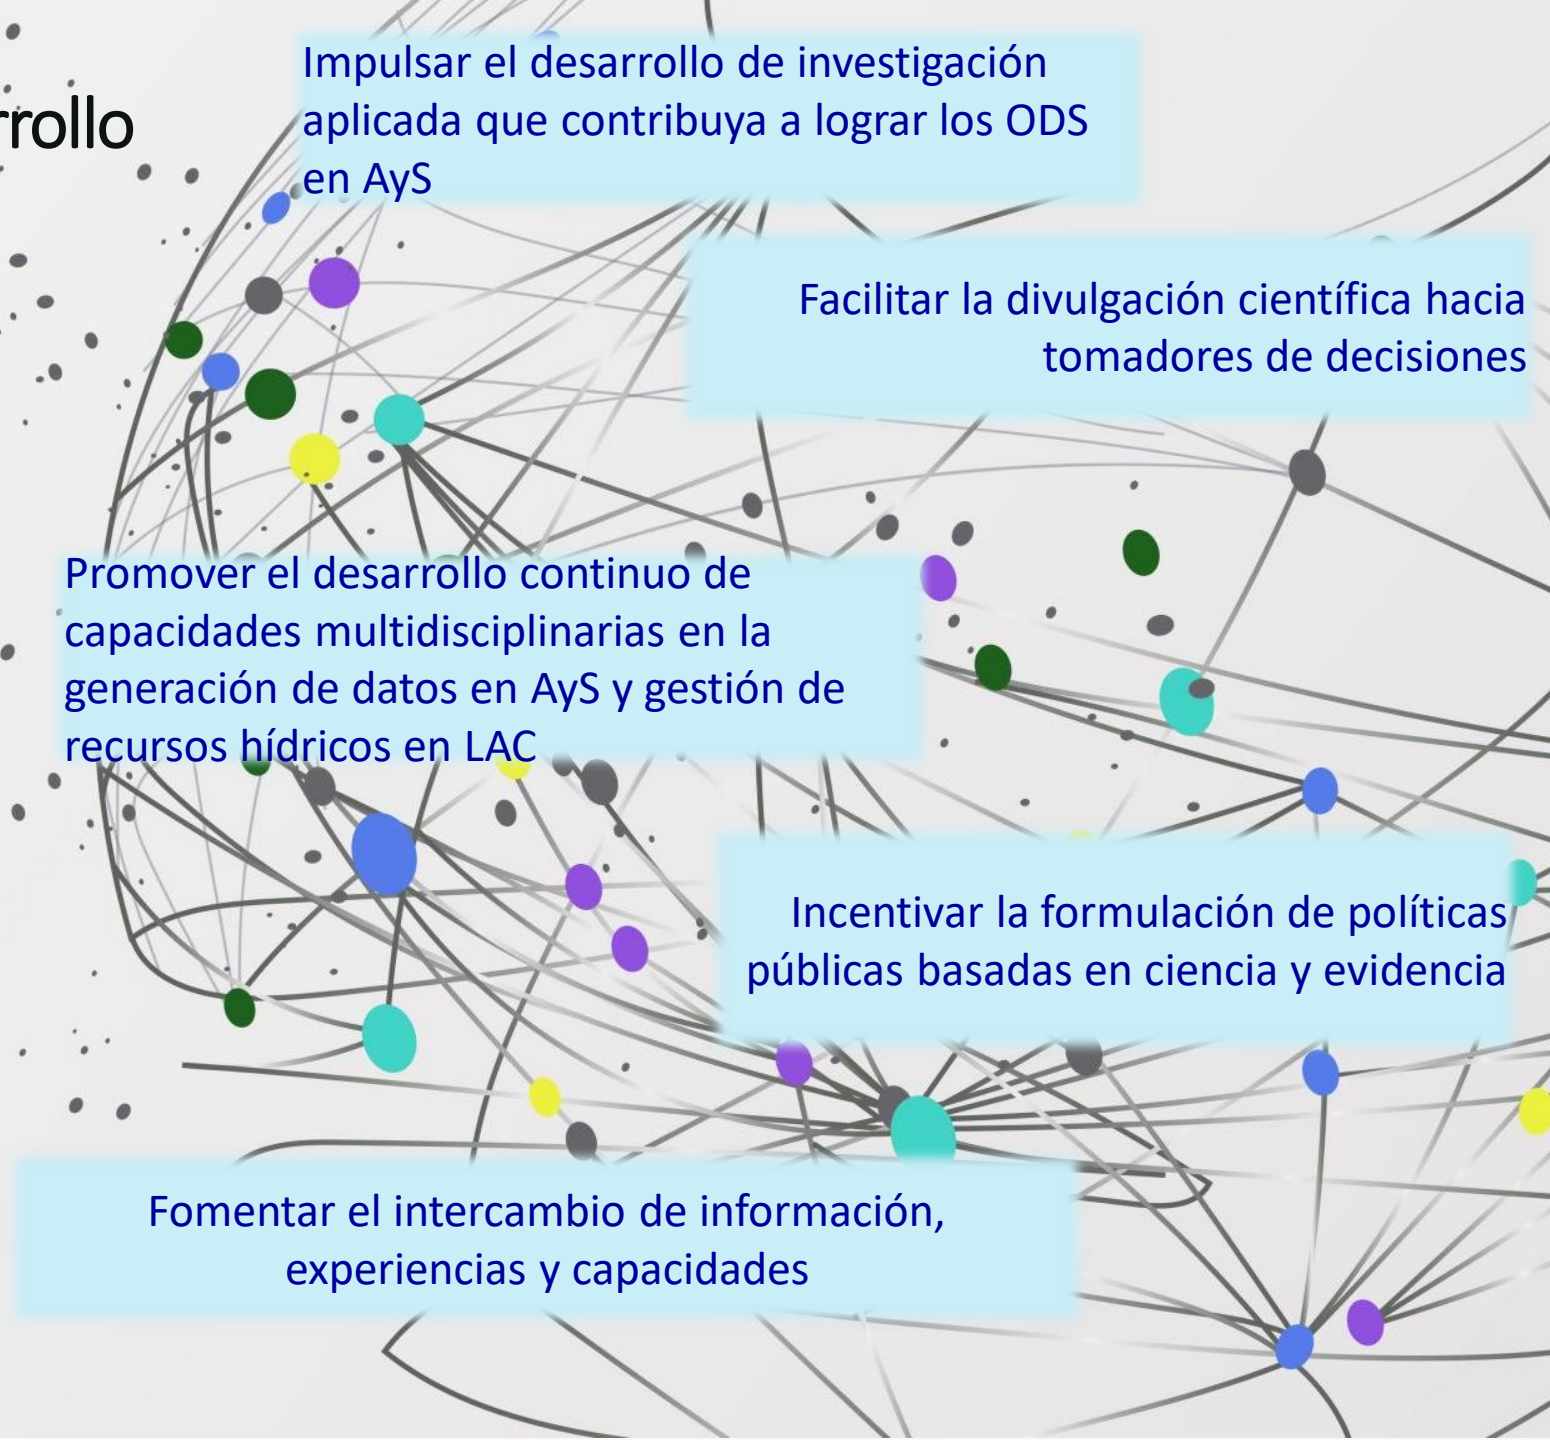 Impulsar el desarrollo de investigación
aplicada que contribuya a lograr los ODS
en AyS
rrollo
Facilitar la divulgación científica hacia
tomadores de decisiones
Promover el desarrollo continuo de
capacidades multidisciplinarias en la
generación de datos en AyS y gestión de
recursos hídricos en LAC
Incentivar la formulación de políticas
públicas basadas en ciencia y evidencia
Fomentar el intercambio de información,
experiencias y capacidades